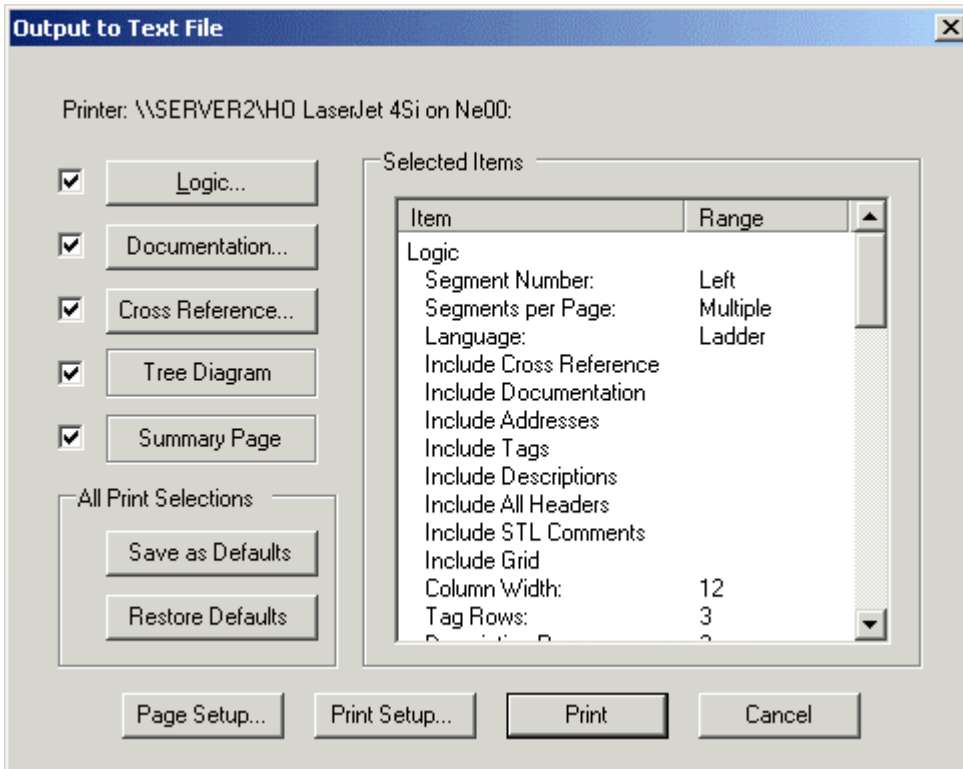 Output to Text File
Printer: \\SERVER2\HO LaserJet 4Si on Ne00:
Logic...
Documentation...
Cross Reference...
Tree Diagram
Summary Page
All Print Selections
Save as Defaults
Restore Defaults
Selected Items
Item Range
Logic
Segment Number: Left
Segments per Page: Multiple
Language: Ladder
Include Cross Reference
Include Documentation
Include Addresses
Include Tags
Include Descriptions
Include All Headers
Include STL Comments
Include Grid
Column Width: 12
Tag Rows: 3
Page Setup... Print Setup... Print Cancel